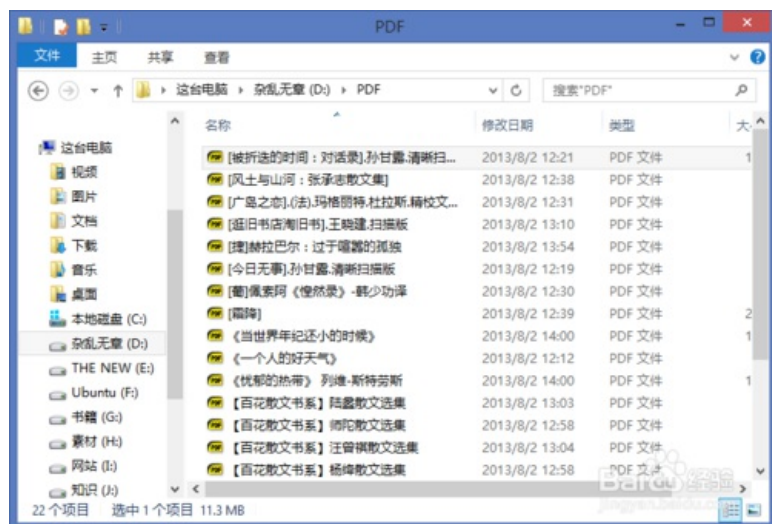 PDF
文件 主页 共享 查看
这台电脑 杂乱无章 (D:) PDF 搜索"PDF"
名称 修改日期 类型 大
这台电脑
视频
图片
文档
下载
音乐
桌面
本地磁盘 (C:)
杂乱无章 (D:)
THE NEW (E:)
Ubuntu (F:)
书籍 (G:)
素材 (H:)
网站 (I:)
知识 (J:)
[被折迭的时间：对话录].孙甘露.清晰扫... 2013/8/2 12:21 PDF 文件 1
[风土与山河：张承志散文集] 2013/8/2 12:38 PDF 文件
[广岛之恋].(法).玛格丽特.杜拉斯.精校文... 2013/8/2 12:31 PDF 文件
[逛旧书店淘旧书].王晓建.扫描版 2013/8/2 13:10 PDF 文件
[捷]赫拉巴尔：过于喧嚣的孤独 2013/8/2 13:54 PDF 文件
[今日无事].孙甘露.清晰扫描版 2013/8/2 12:19 PDF 文件
[葡]佩索阿《惶然录》-韩少功译 2013/8/2 12:30 PDF 文件
[霜降] 2013/8/2 12:39 PDF 文件 2
《当世界年纪还小的时候》 2013/8/2 14:00 PDF 文件 1
《一个人的好天气》 2013/8/2 12:12 PDF 文件
《忧郁的热带》 列维-斯特劳斯 2013/8/2 14:00 PDF 文件 1
【百花散文书系】陆蠡散文选集 2013/8/2 13:03 PDF 文件
【百花散文书系】师陀散文选集 2013/8/2 12:58 PDF 文件
【百花散文书系】汪曾祺散文选集 2013/8/2 13:04 PDF 文件
【百花散文书系】杨绛散文选集 2013/8/2 12:58 PDF 文件
Baidu 经验
jingyan.baidu.com
22 个项目 选中 1 个项目 11.3 MB